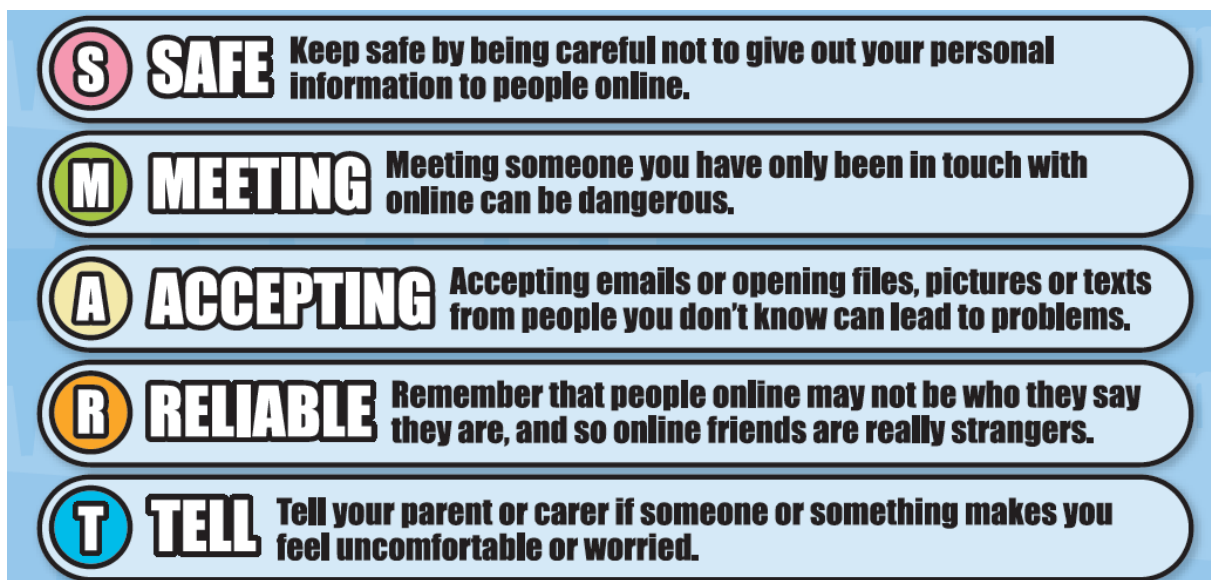 S SAFE Keep safe by being careful not to give out your personal
information to people online.
M MEETING Meeting someone you have only been in touch with
online can be dangerous.
A ACCEPTING Accepting emails or opening files, pictures or texts
from people you don't know can lead to problems.
R RELIABLE Remember that people online may not be who they say
they are, and so online friends are really strangers.
T TELL Tell your parent or carer if someone or something makes you
feel uncomfortable or worried.